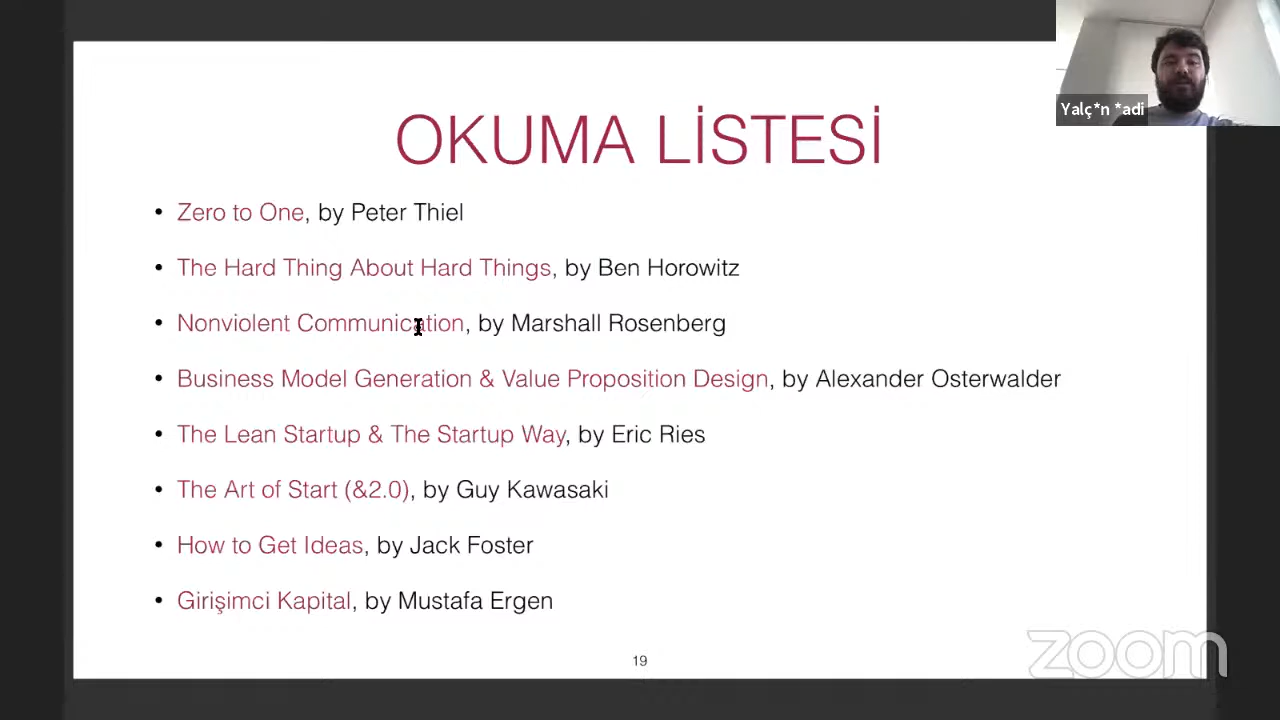 Yalç*n *adi
OKUMA LİSTESİ
• Zero to One, by Peter Thiel
• The Hard Thing About Hard Things, by Ben Horowitz
• Nonviolent Communication, by Marshall Rosenberg
• Business Model Generation & Value Proposition Design, by Alexander Osterwalder
• The Lean Startup & The Startup Way, by Eric Ries
• The Art of Start (&2.0), by Guy Kawasaki
• How to Get Ideas, by Jack Foster
• Girişimci Kapital, by Mustafa Ergen
19
zoom